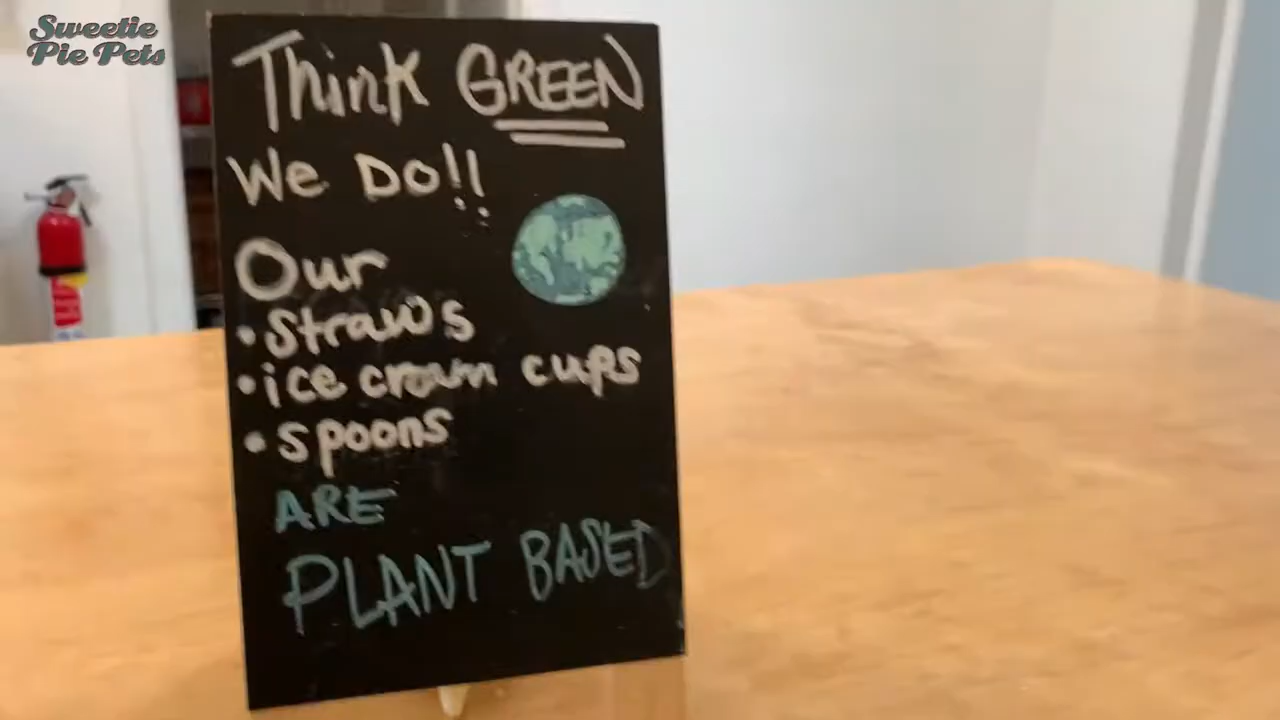 Sweetie
Pie Pets
Think GREEN
We Do!!
Our
• Straws
• ice cream cups
• spoons
ARE
PLANT BASED